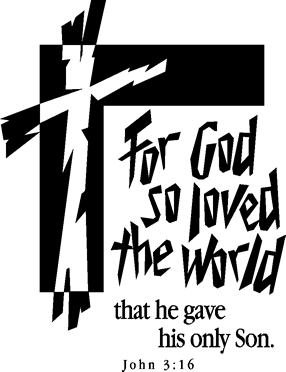 For God
so loved
the world
that he gave
his only Son.
John 3:16